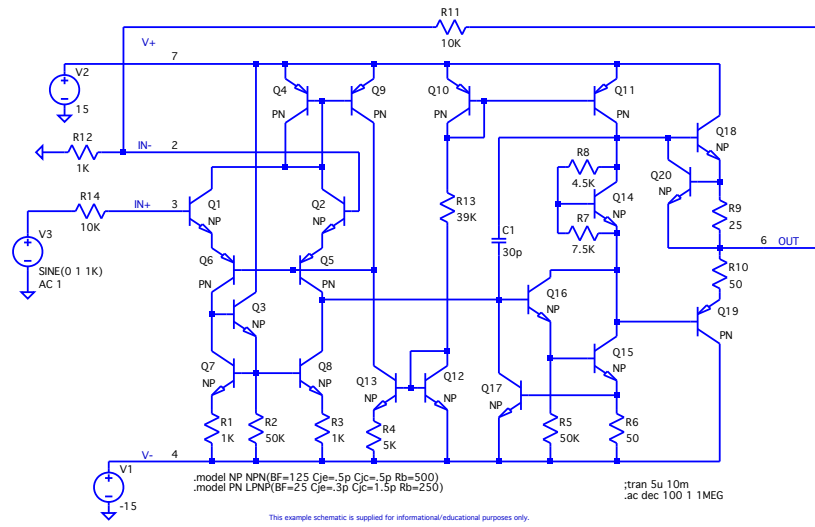 R11
10K
V+
7
V2
15
Q4
PN
Q9
PN
Q10
PN
Q11
PN
Q18
NP
R12
1K
IN-
2
R8
4.5K
Q20
NP
R14
10K
IN+
3
Q1
NP
Q2
NP
R13
39K
C1
30p
Q14
NP
R7
7.5K
R9
25
6
OUT
V3
SINE(0 1 1K)
AC 1
Q6
PN
Q5
PN
R10
50
Q16
NP
Q19
PN
Q3
NP
Q7
NP
Q8
NP
Q13
NP
Q12
NP
Q17
NP
Q15
NP
R1
1K
R2
50K
R3
1K
R4
5K
R5
50K
R6
50
V-
4
V1
-15
.model NP NPN(BF=125 Cje=.5p Cjc=.5p Rb=500)
.model PN LPNP(BF=25 Cje=.3p Cjc=1.5p Rb=250)
;tran 5u 10m
.ac dec 100 1 1MEG
This example schematic is supplied for informational/educational purposes only.